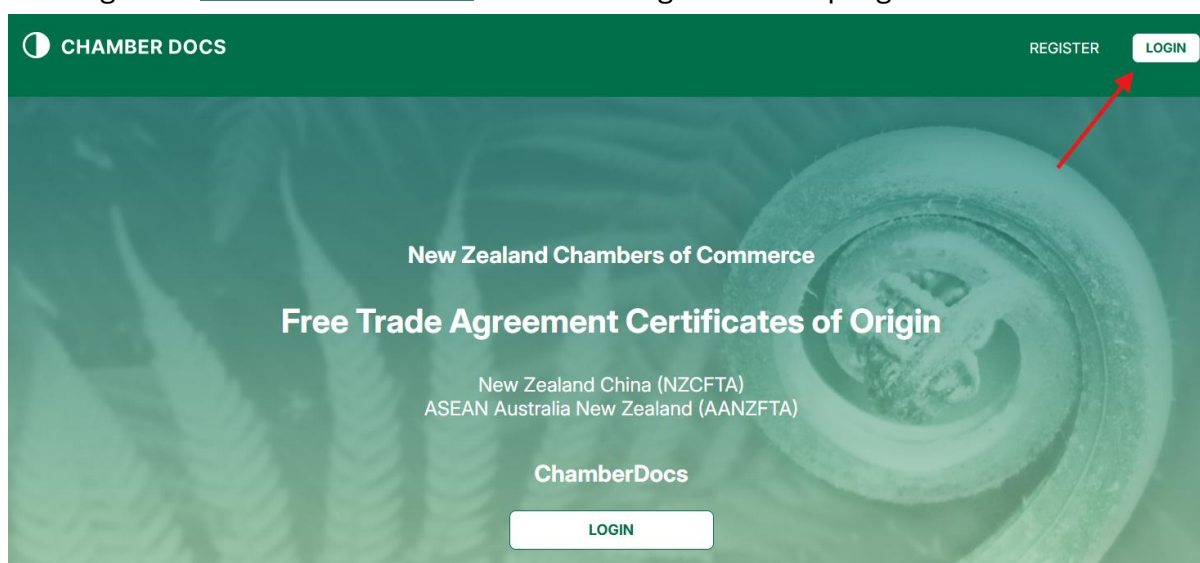 CHAMBER DOCS
REGISTER
LOGIN
New Zealand Chambers of Commerce
Free Trade Agreement Certificates of Origin
New Zealand China (NZCFTA)
ASEAN Australia New Zealand (AANZFTA)
ChamberDocs
LOGIN